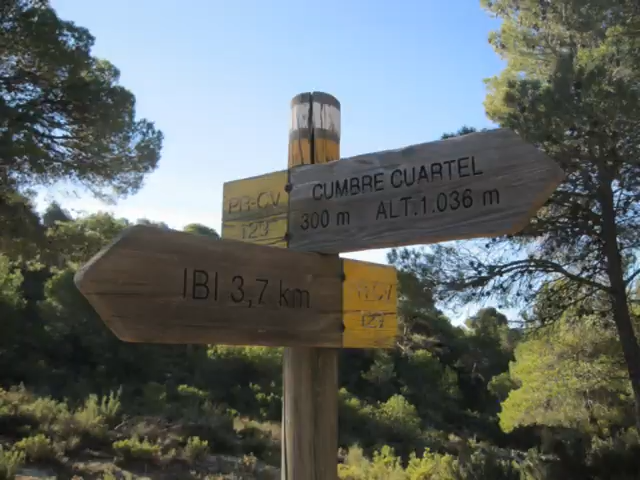 PR-CV
123
CUMBRE CUARTEL
300 m ALT.1.036 m
IBI 3,7 km